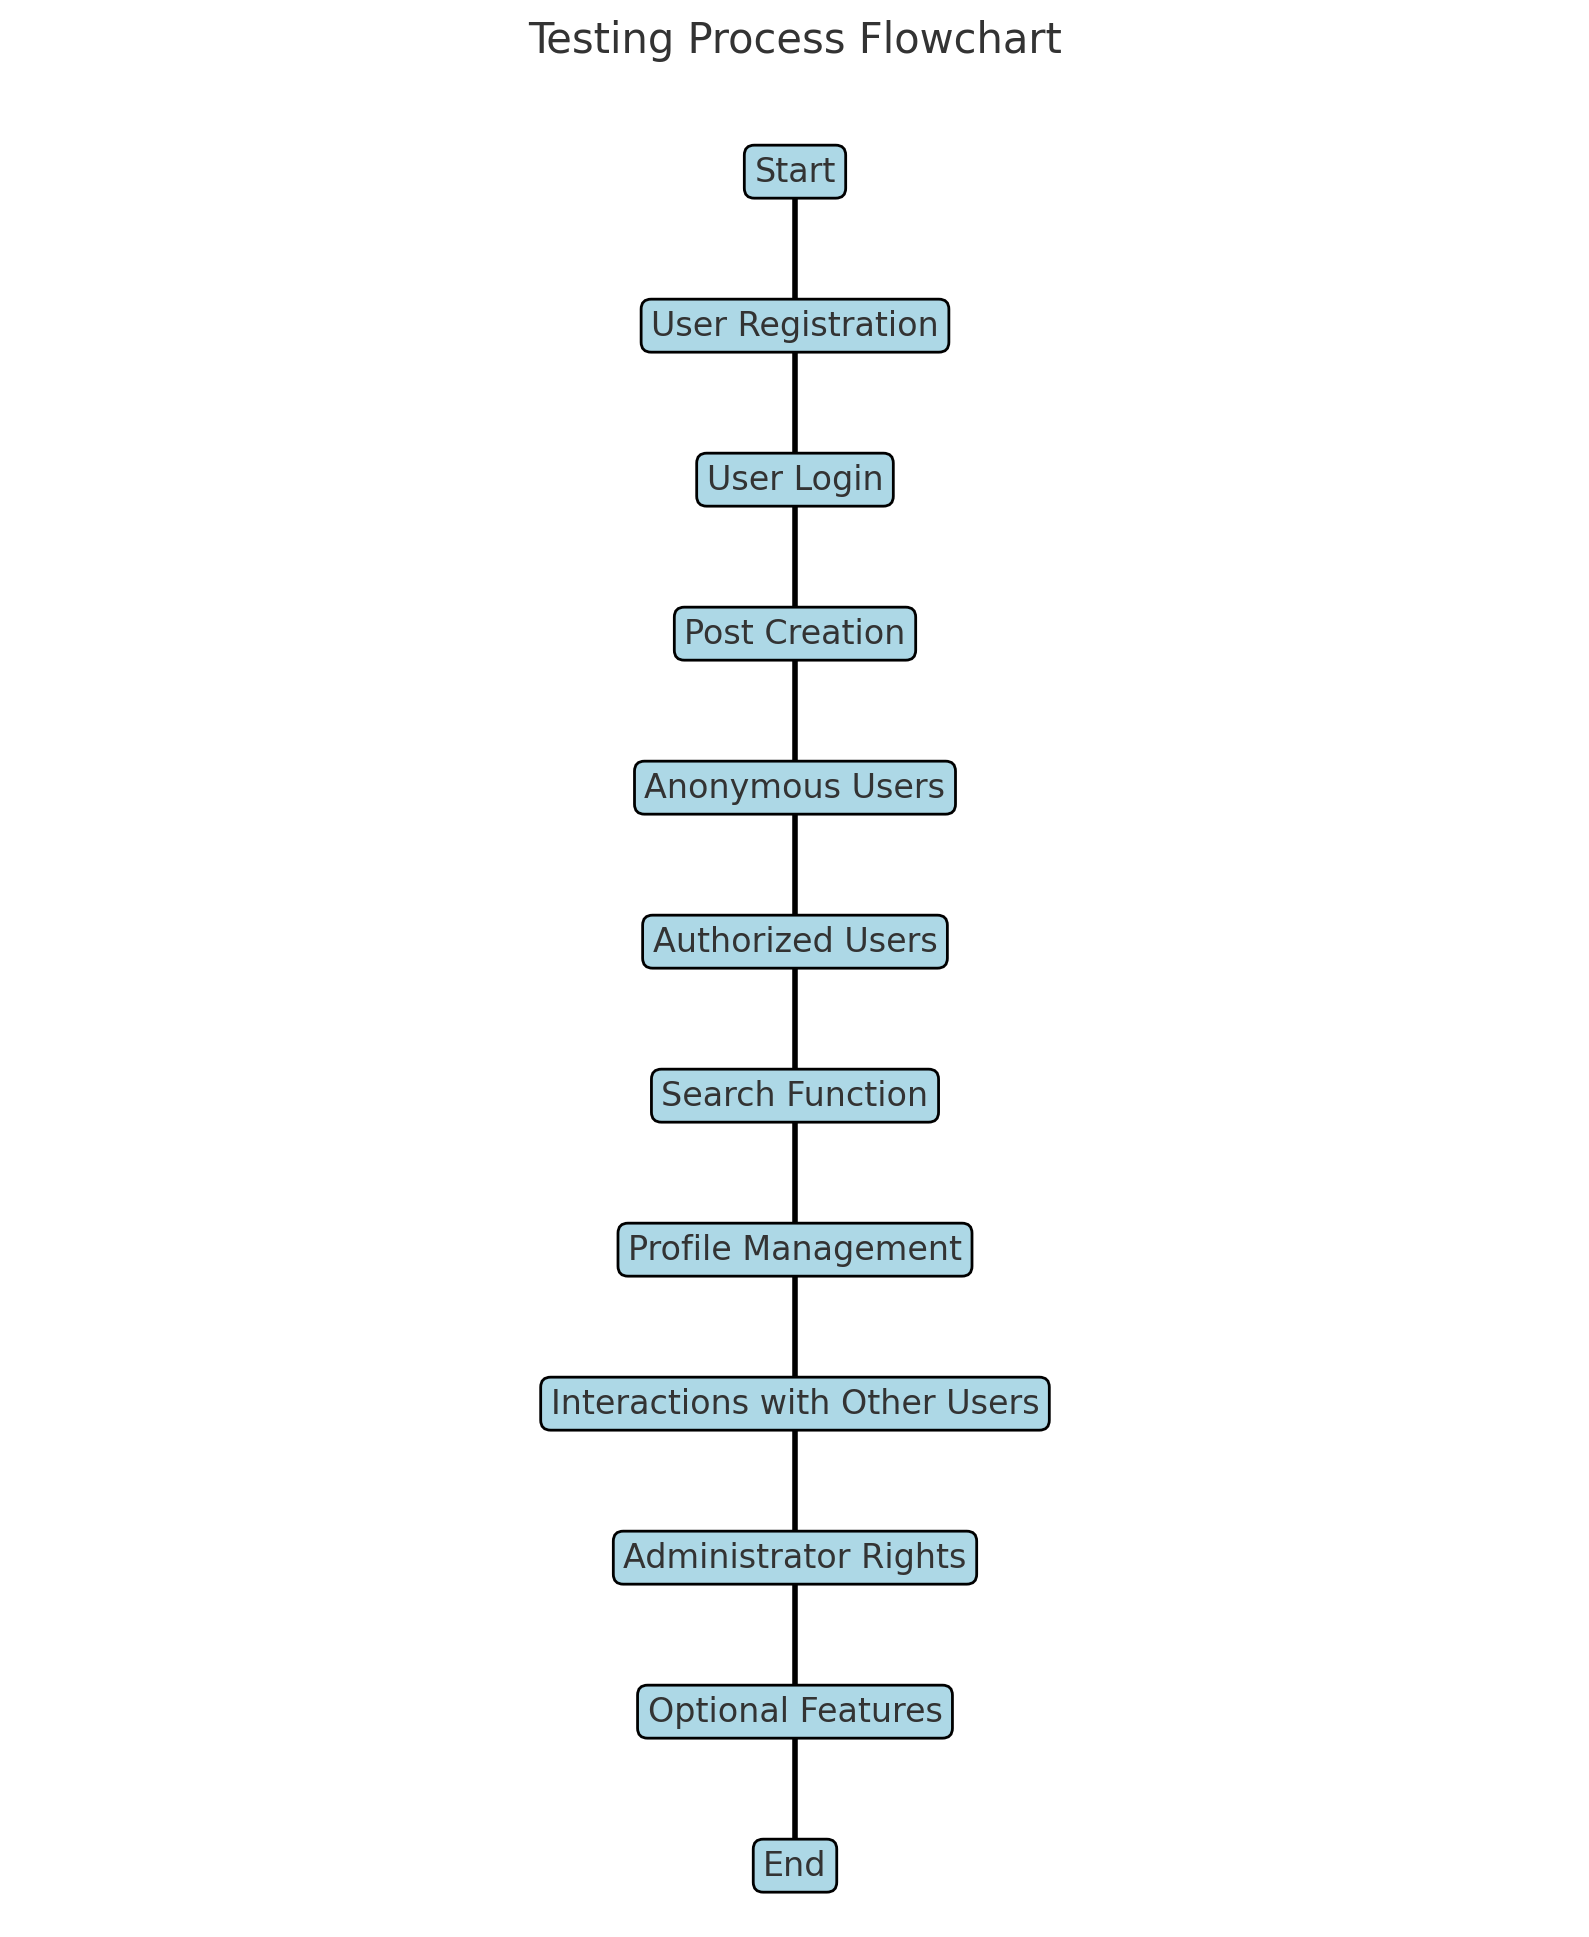 Testing Process Flowchart
Start
User Registration
User Login
Post Creation
Anonymous Users
Authorized Users
Search Function
Profile Management
Interactions with Other Users
Administrator Rights
Optional Features
End